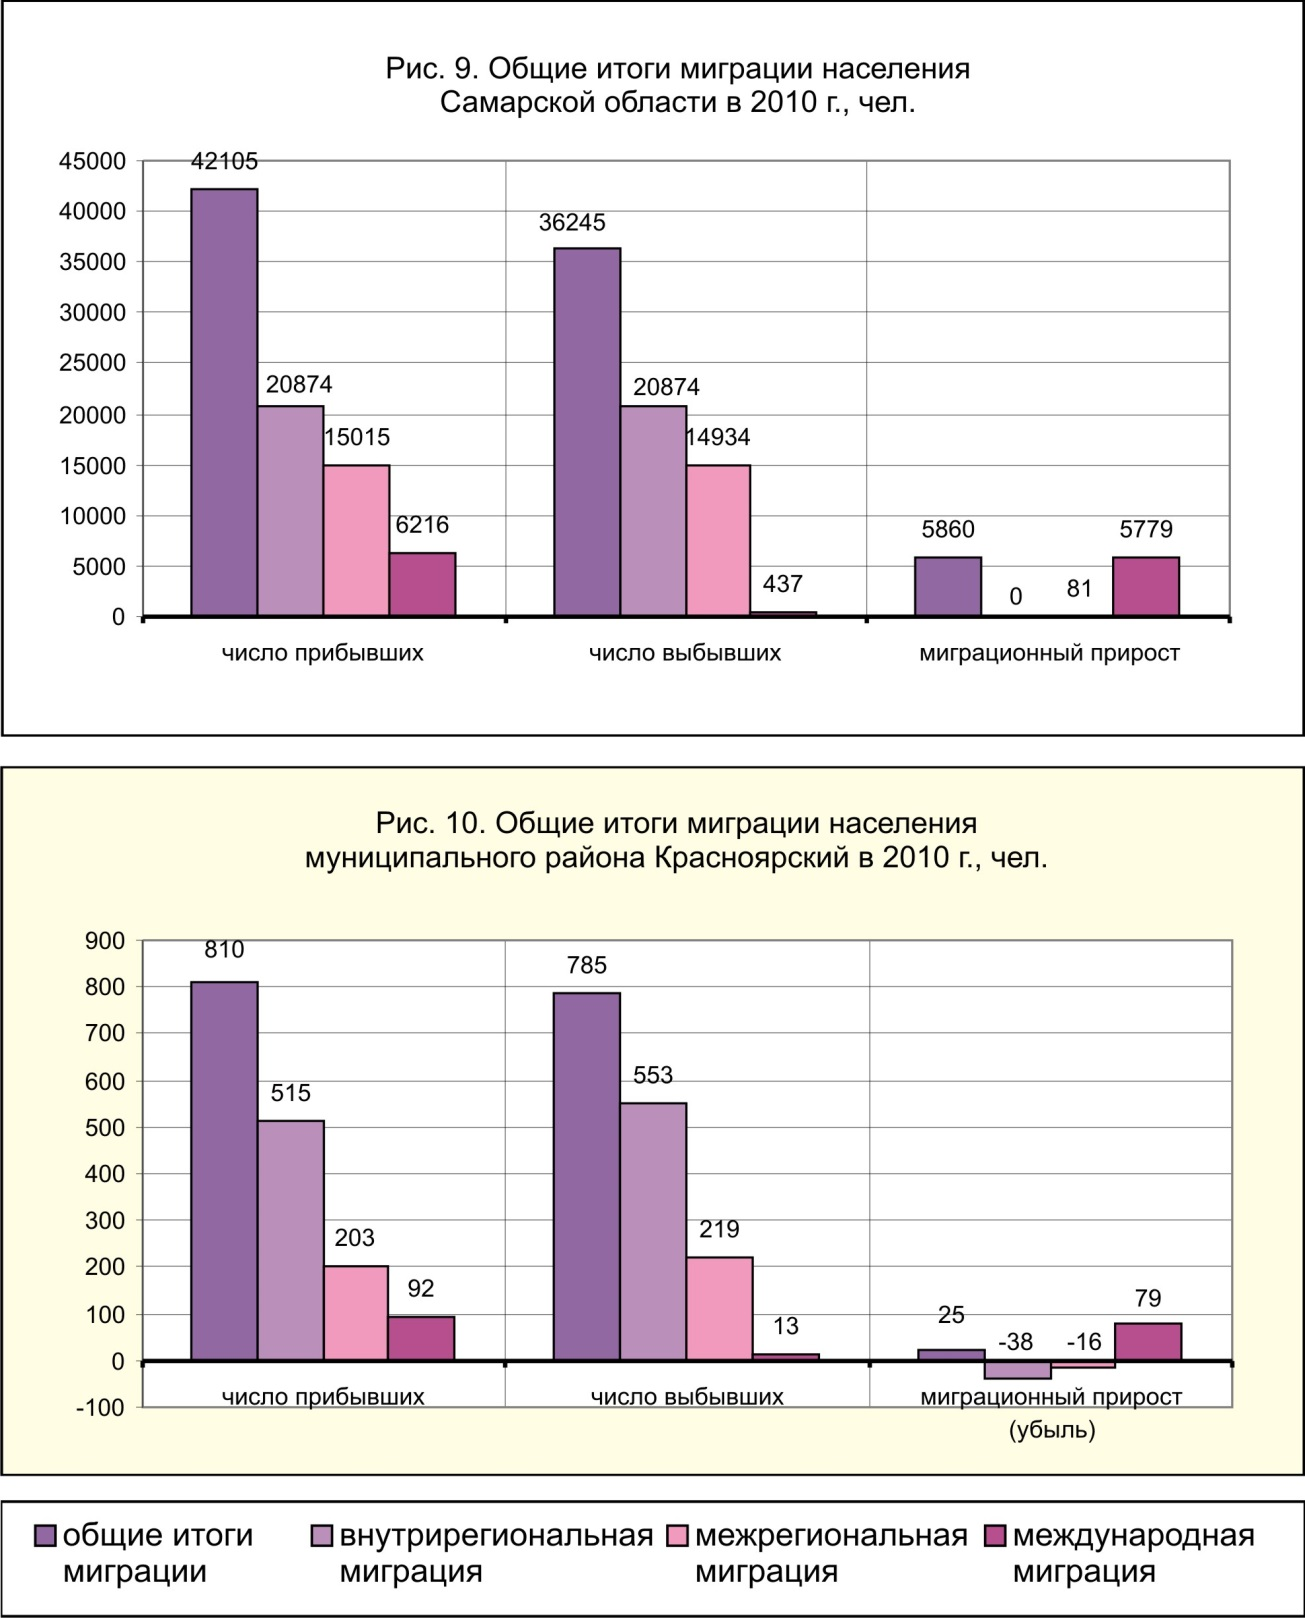 Рис. 9. Общие итоги миграции населения
Самарской области в 2010 г., чел.
45000
40000
35000
30000
25000
20000
15000
10000
5000
0
42105
20874
15015
6216
36245
20874
14934
437
5860
0
81
5779
число прибывших
число выбывших
миграционный прирост
Рис. 10. Общие итоги миграции населения
муниципального района Красноярский в 2010 г., чел.
900
800
700
600
500
400
300
200
100
0
-100
810
515
203
92
785
553
219
13
25
-38
-16
79
число прибывших
число выбывших
миграционный прирост
(убыль)
общие итоги
миграции
внутрирегиональная
миграция
межрегиональная
миграция
международная
миграция